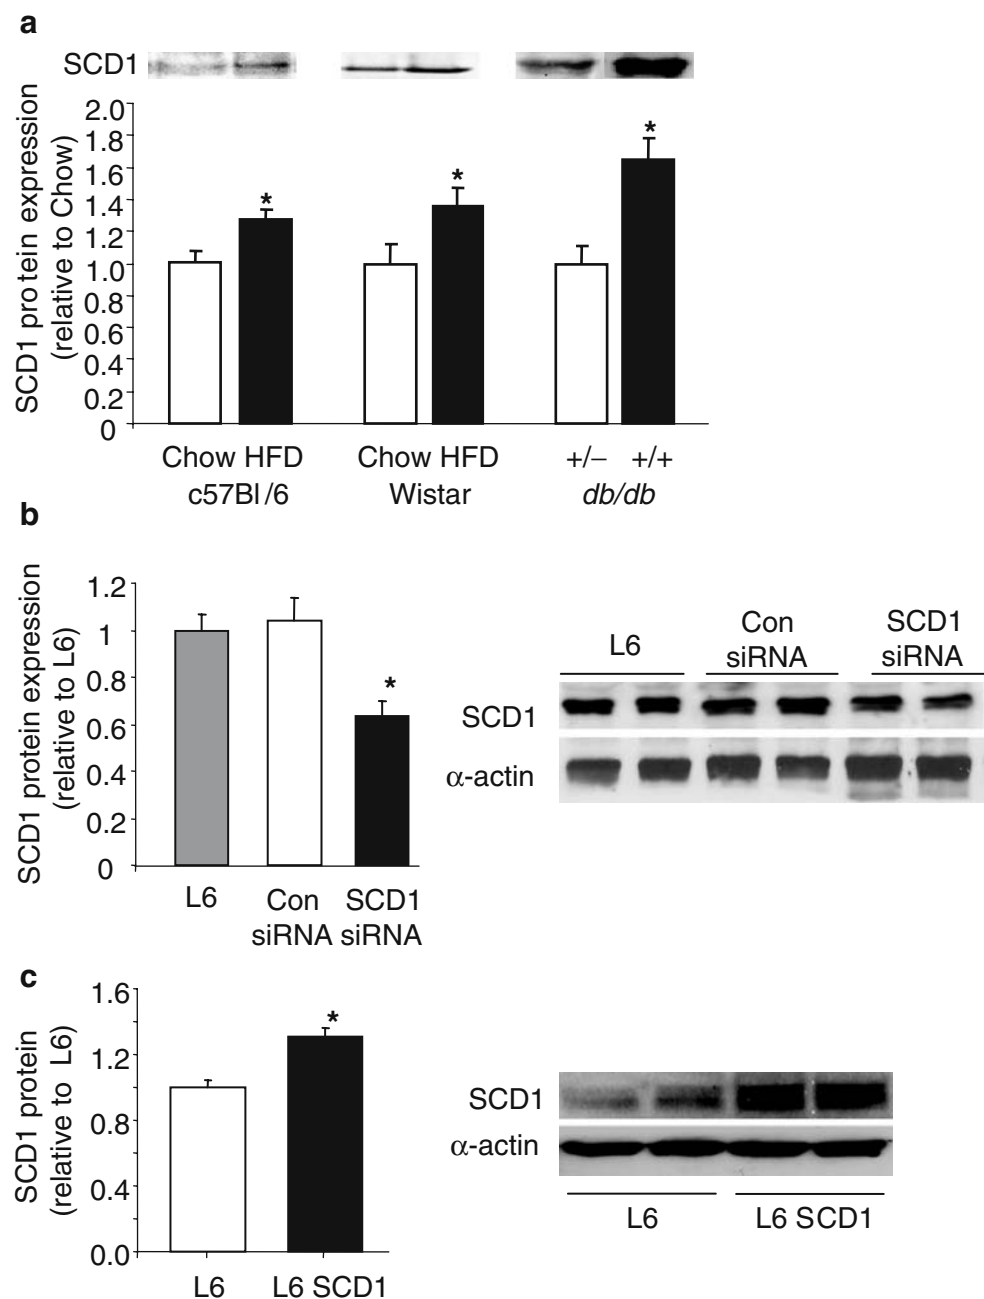 a
SCD1
SCD1 protein expression
(relative to Chow)
2.0
1.8
1.6
1.4
1.2
1.0
0.8
0.6
0.4
0.2
0
*
*
*
Chow HFD
c57Bl/6
Chow HFD
Wistar
+/– +/+
db/db
b
SCD1 protein expression
(relative to L6)
1.2
1
0.8
0.6
0.4
0.2
0
*
L6
Con
siRNA
SCD1
siRNA
L6
Con
siRNA
SCD1
siRNA
SCD1
α-actin
c
SCD1 protein
(relative to L6)
1.6
1.2
0.8
0.4
0.0
*
L6
L6 SCD1
SCD1
α-actin
L6
L6 SCD1